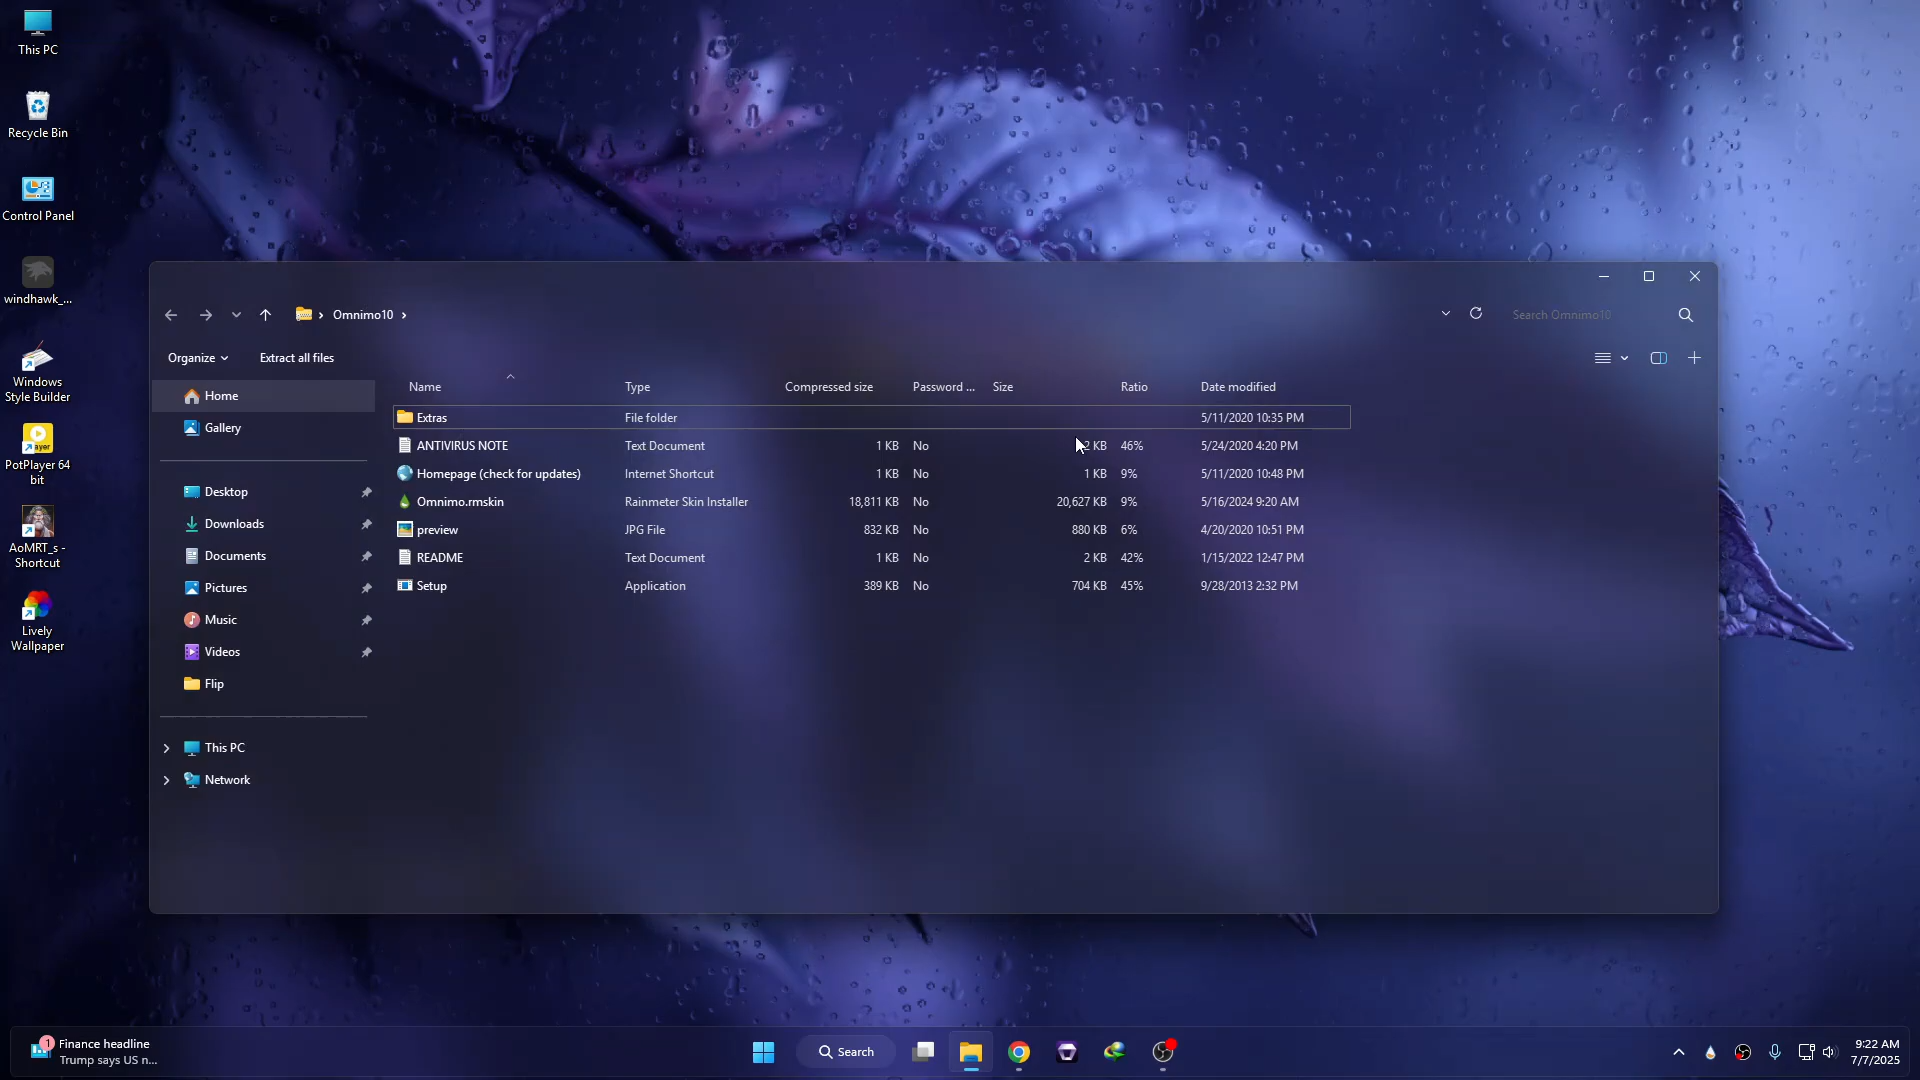 This PC
Recycle Bin
Control Panel
windhawk_...
Windows
Style Builder
PotPlayer 64
bit
AoMRT_s -
Shortcut
Lively
Wallpaper
Omnimo10
Search Omnimo10
Organize
Extract all files
Home
Gallery
Desktop
Downloads
Documents
Pictures
Music
Videos
Flip
This PC
Network
Name Type Compressed size Password ... Size Ratio Date modified
Extras File folder 5/11/2020 10:35 PM
ANTIVIRUS NOTE Text Document 1 KB No 2 KB 46% 5/24/2020 4:20 PM
Homepage (check for updates) Internet Shortcut 1 KB No 1 KB 9% 5/11/2020 10:48 PM
Omnimo.rmskin Rainmeter Skin Installer 18,811 KB No 20,627 KB 9% 5/16/2024 9:20 AM
preview JPG File 832 KB No 880 KB 6% 4/20/2020 10:51 PM
README Text Document 1 KB No 2 KB 42% 1/15/2022 12:47 PM
Setup Application 389 KB No 704 KB 45% 9/28/2013 2:32 PM
1
Finance headline
Trump says US n...
Search
9:22 AM
7/7/2025